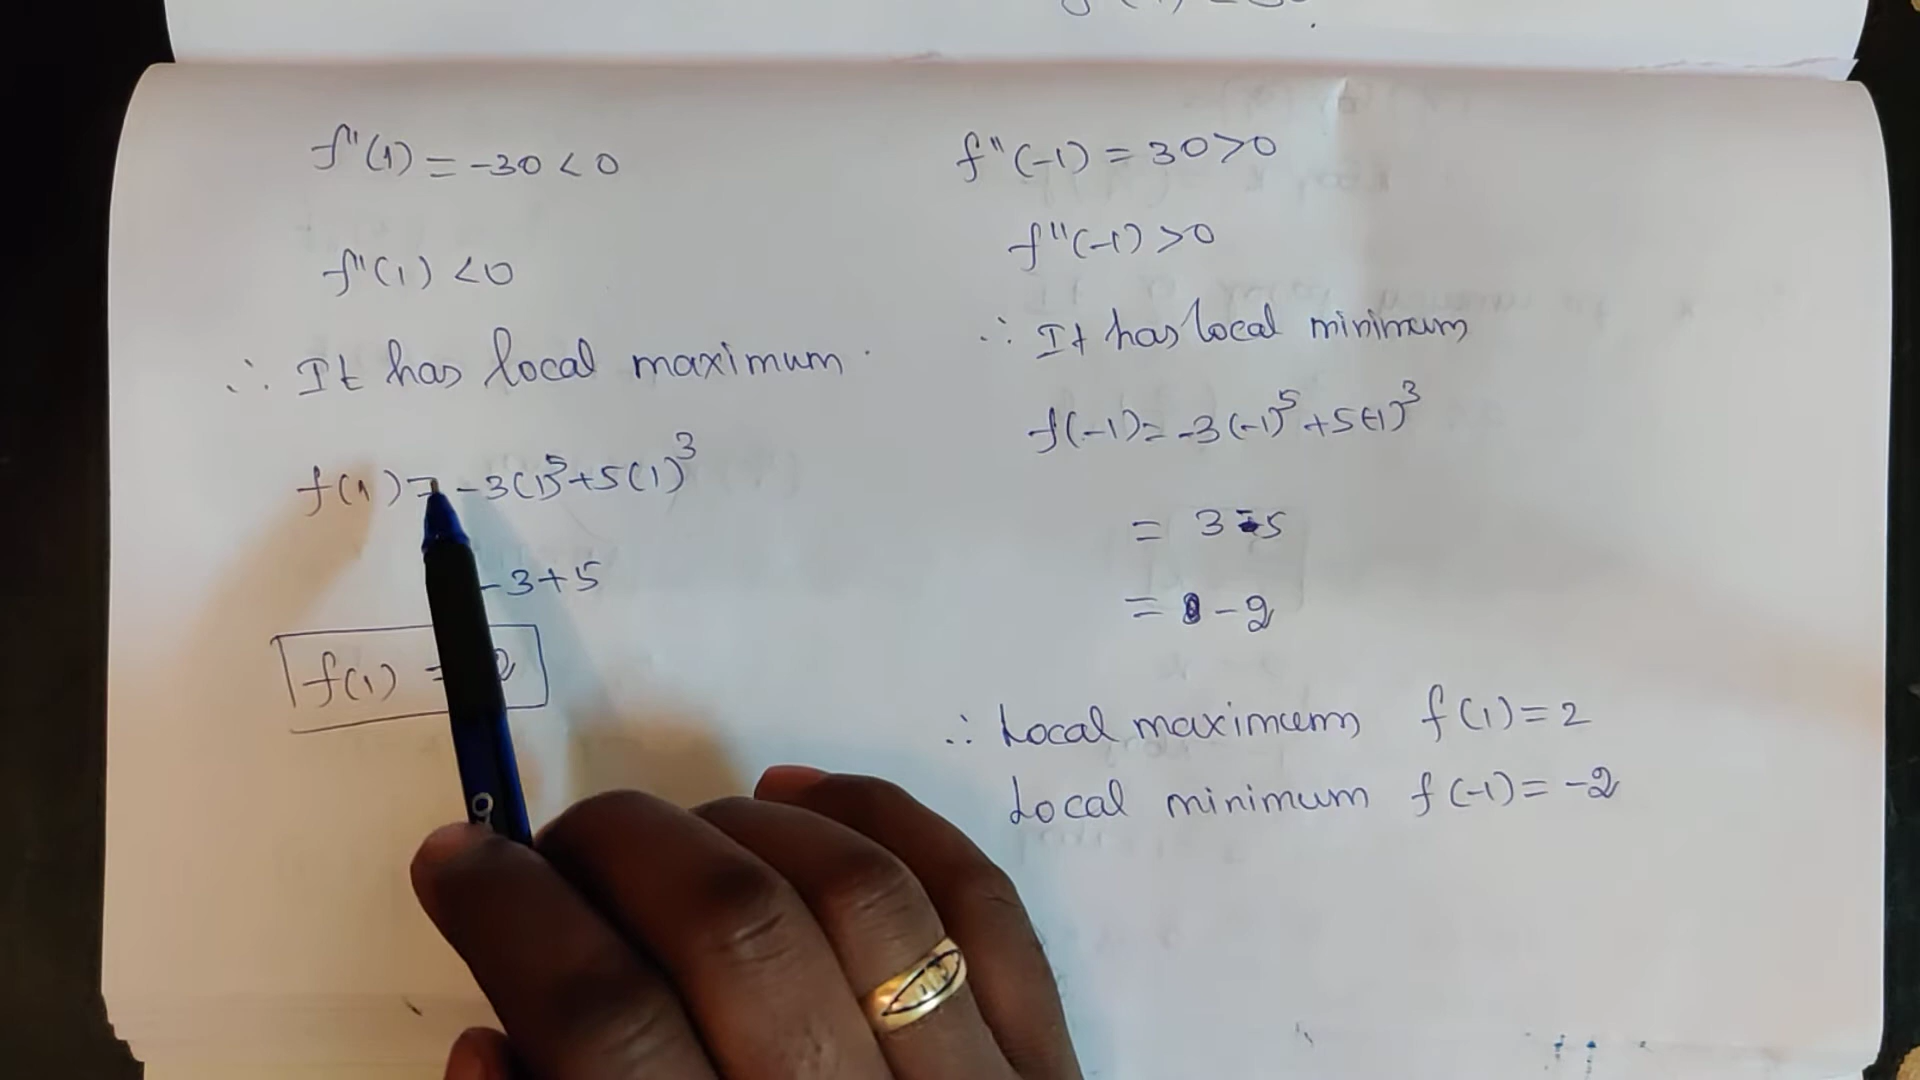 f''(1) = -30 < 0
f''(1) < 0
∴ It has local maximum.
f(1) = -3(1)⁵+5(1)³
-3+5
f(1) = 2
f''(-1) = 30>0
f''(-1) >0
∴ It has local minimum
f(-1)= -3(-1)⁵+5(-1)³
= 3-5
= -2
∴ Local maximum f(1)=2
Local minimum f(-1)= -2